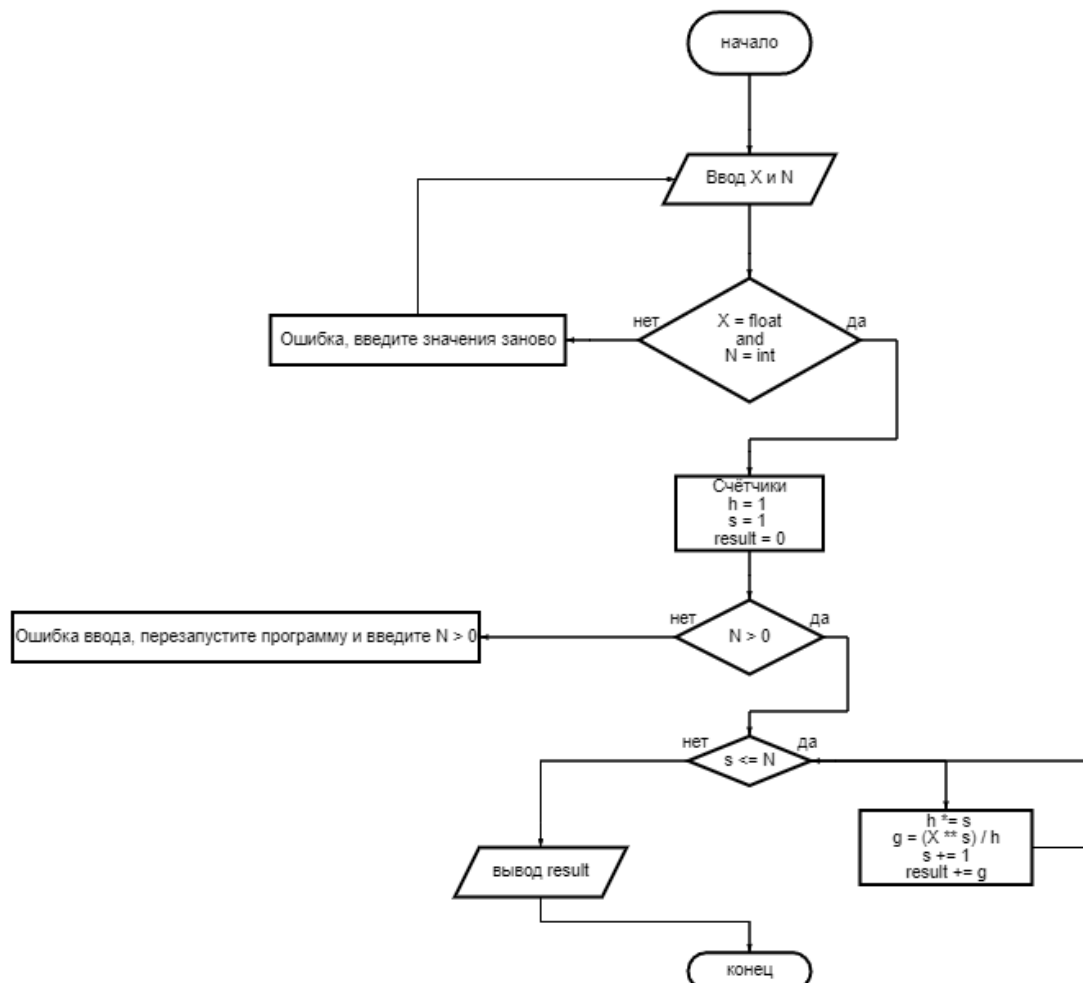 начало
Ввод X и N
нет
X = float
and
N = int
да
Ошибка, введите значения заново
Счётчики
h = 1
s = 1
result = 0
нет
N > 0
да
Ошибка ввода, перезапустите программу и введите N > 0
нет
s <= N
да
h *= s
g = (X ** s) / h
s += 1
result += g
вывод result
конец